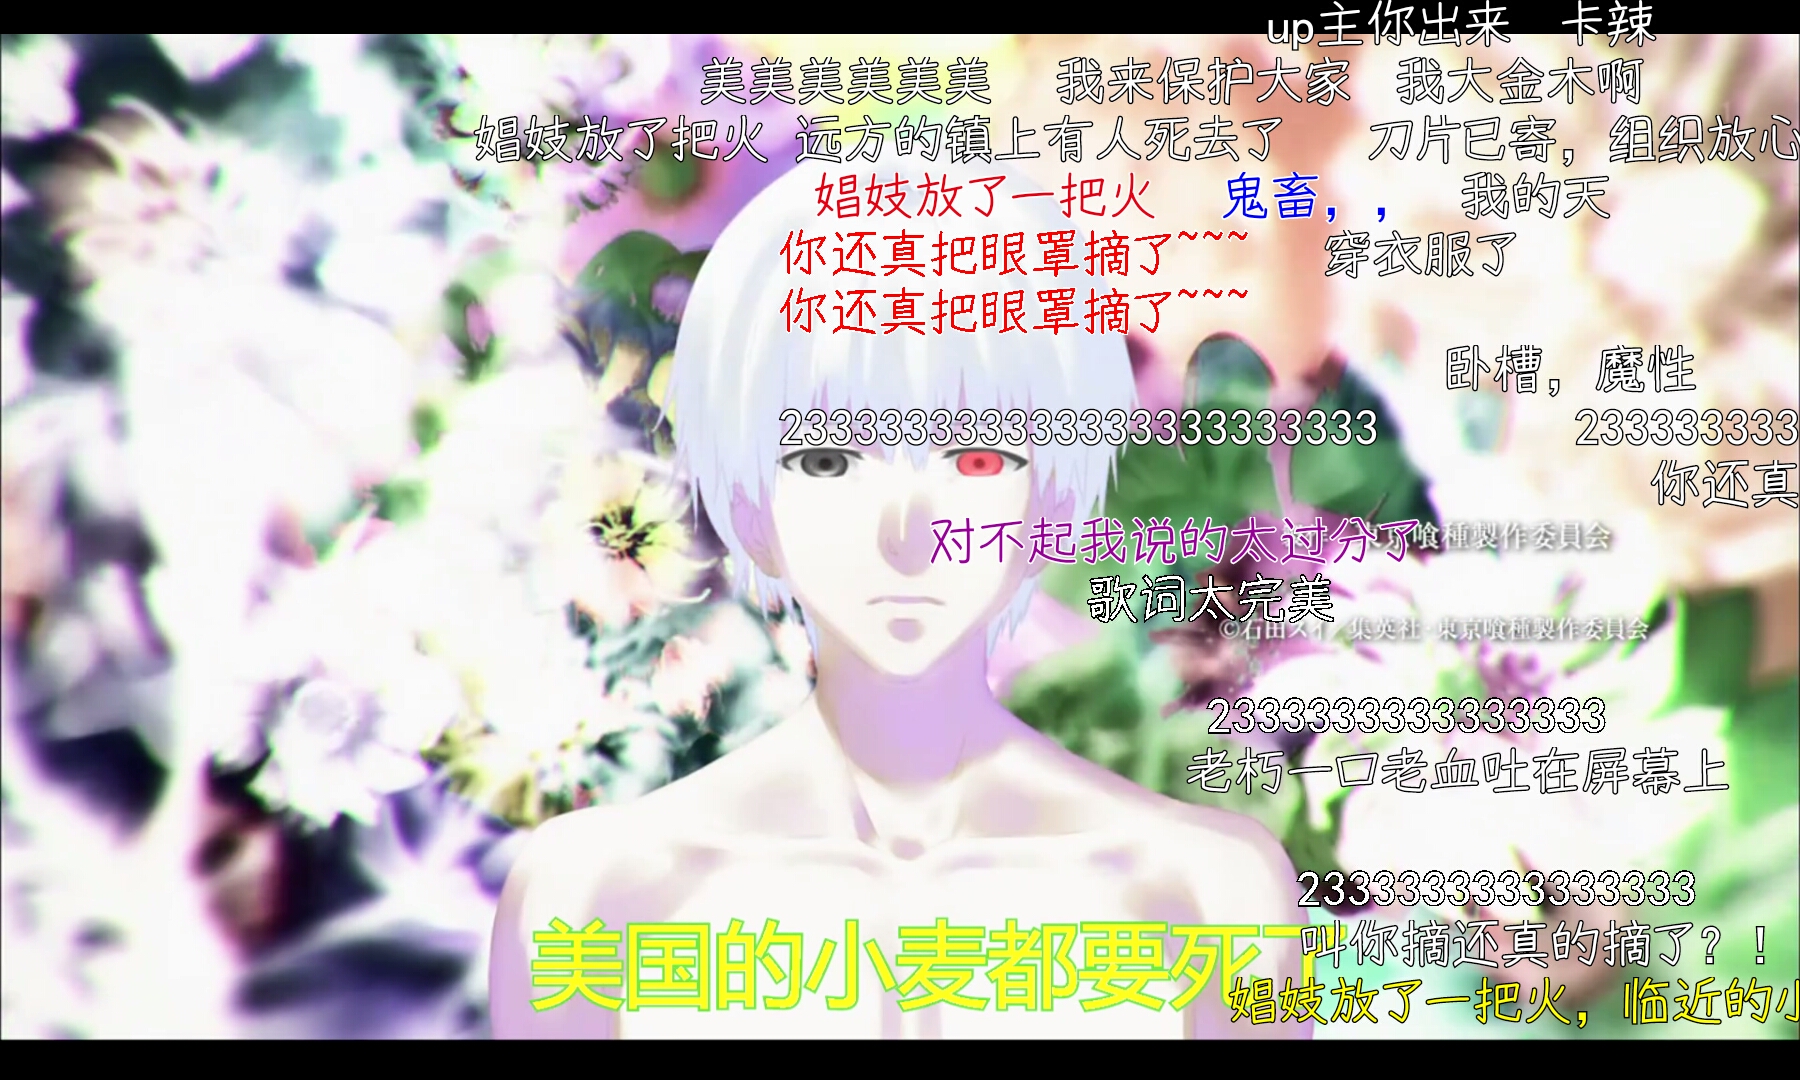 up主你出来 卡辣
美美美美美美 我来保护大家 我大金木啊
娼妓放了把火 远方的镇上有人死去了 刀片已寄，组织放心
娼妓放了一把火 鬼畜，， 我的天
你还真把眼罩摘了~~~ 穿衣服了
你还真把眼罩摘了~~~
卧槽，魔性
2333333333333333333333333 233333333
你还真
对不起我说的太过分了 東京喰種製作委員会
歌词太完美
©石田スイ／集英社・東京喰種製作委員会
2333333333333333
老朽一口老血吐在屏幕上
2333333333333333
美国的小麦都要死了 叫你摘还真的摘了？！
娼妓放了一把火，临近的小